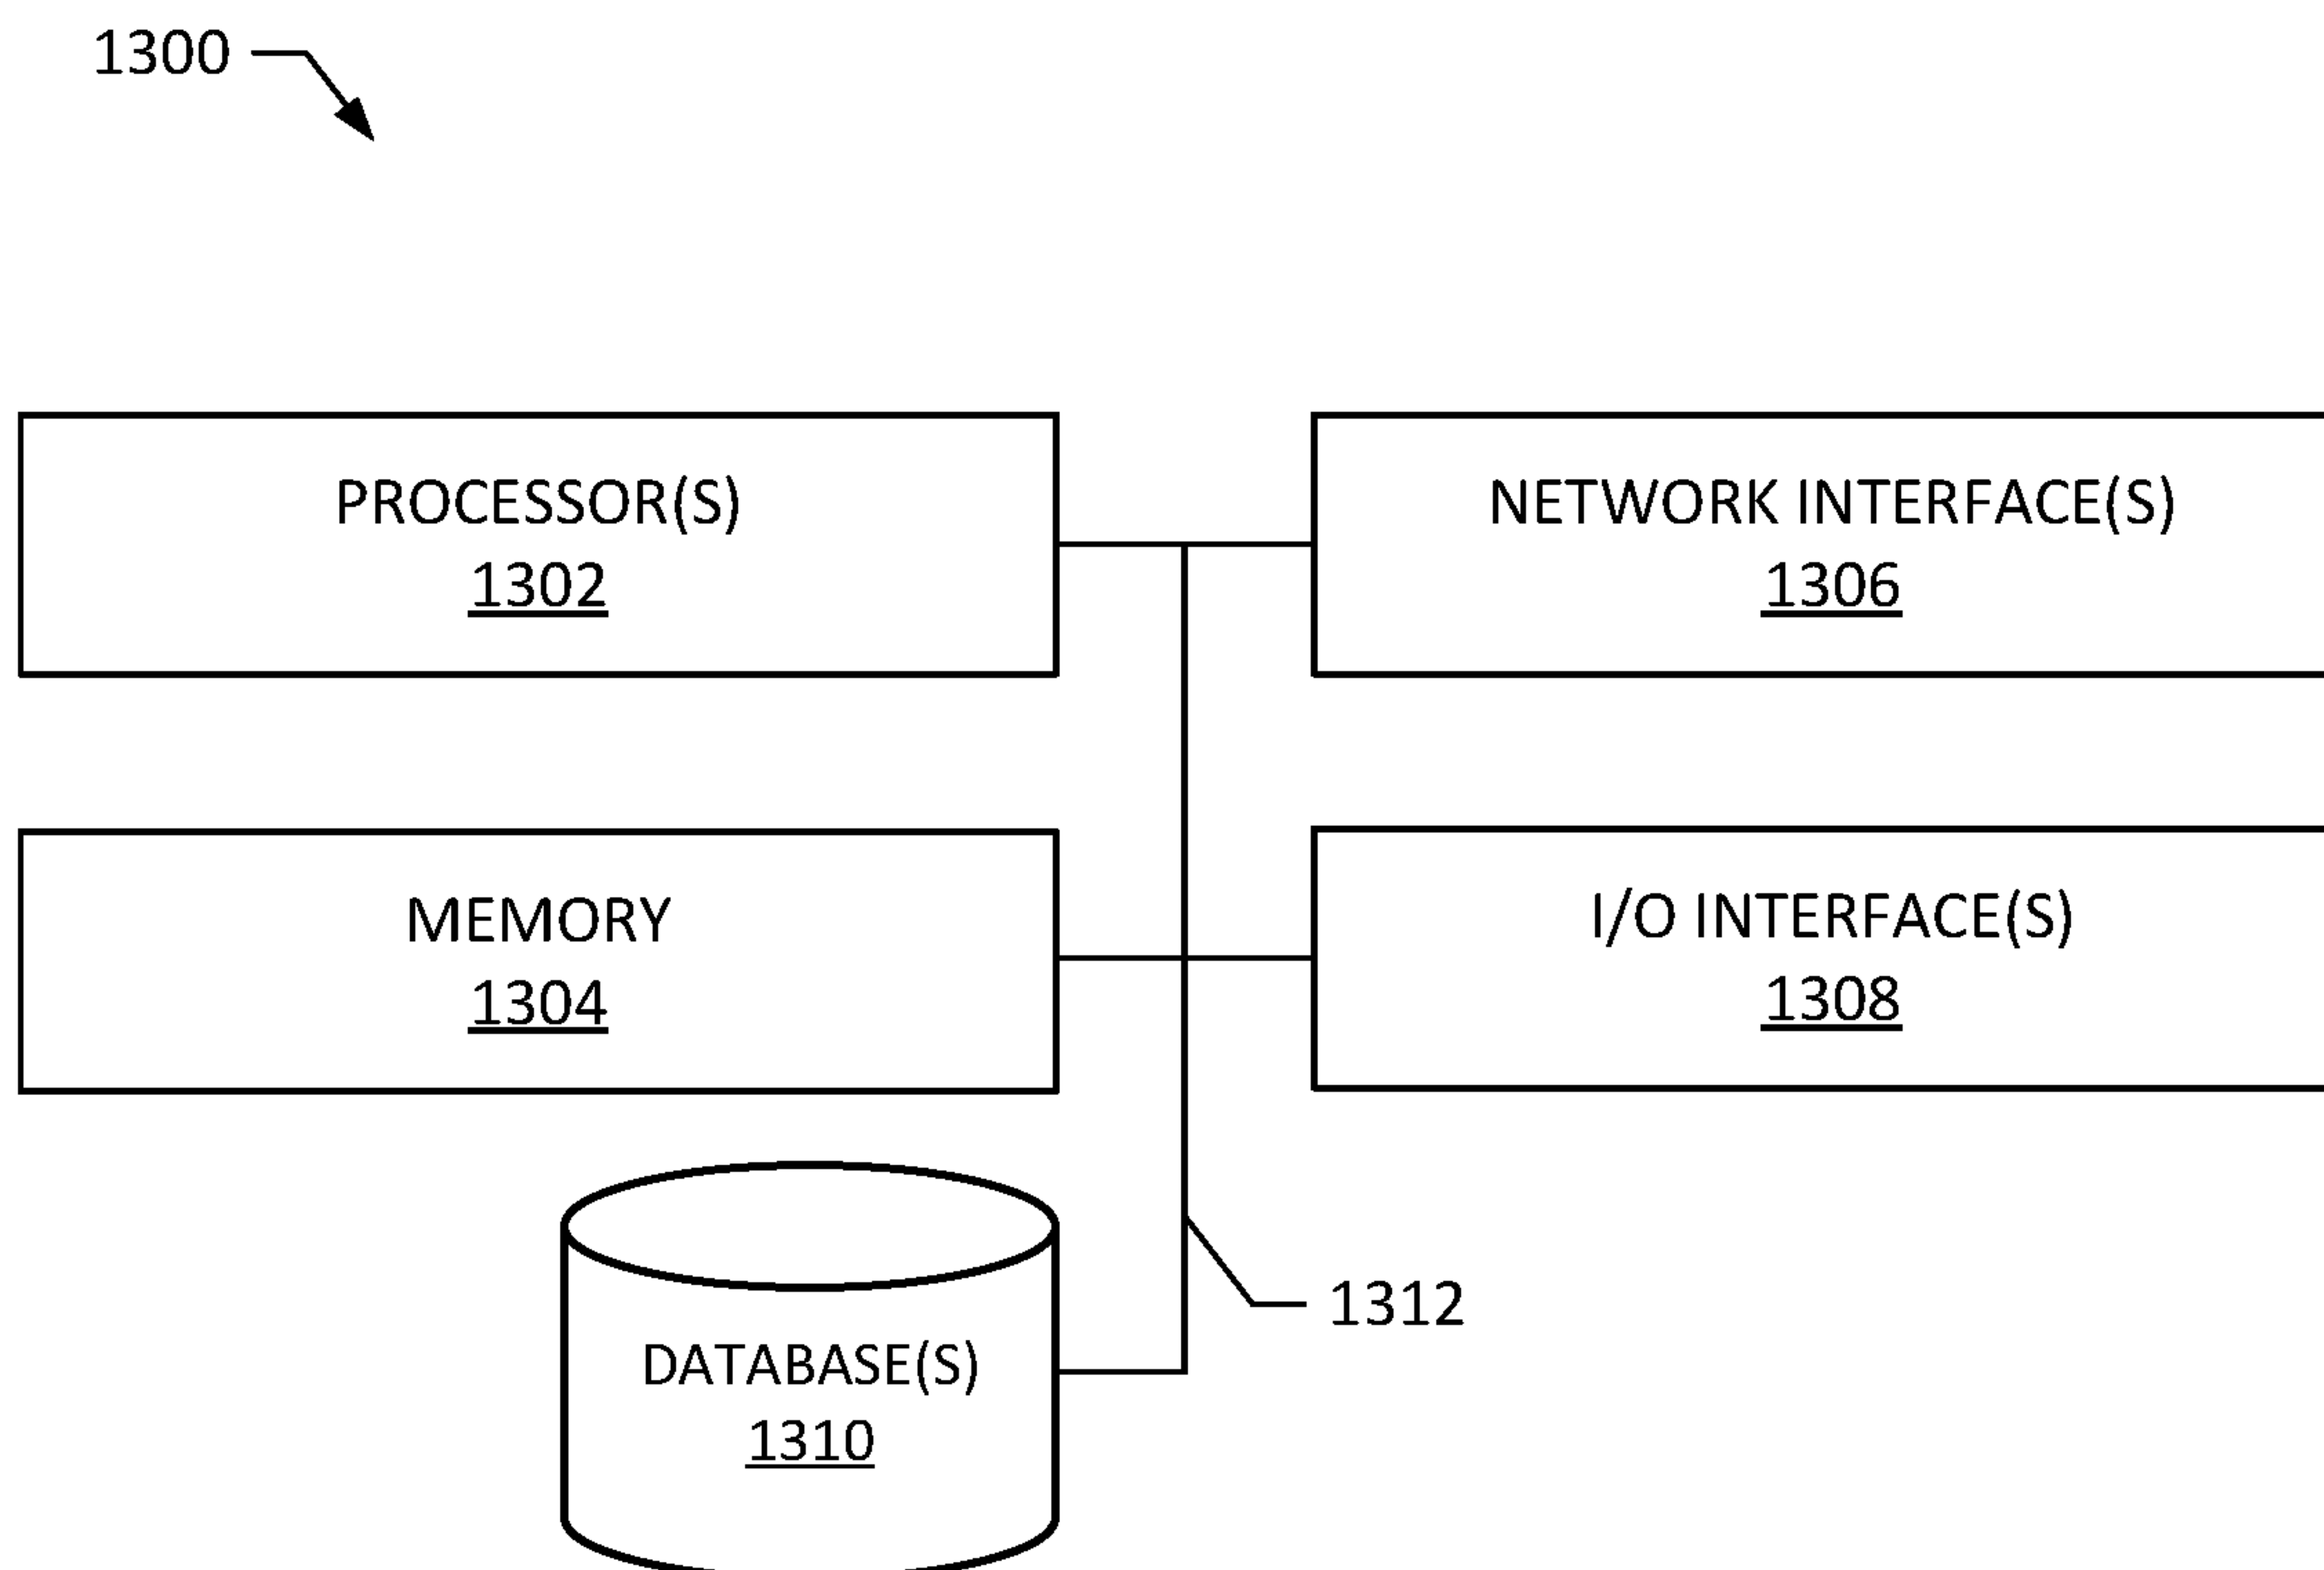 1300
PROCESSOR(S)
1302
NETWORK INTERFACE(S)
1306
MEMORY
1304
I/O INTERFACE(S)
1308
1312
DATABASE(S)
1310